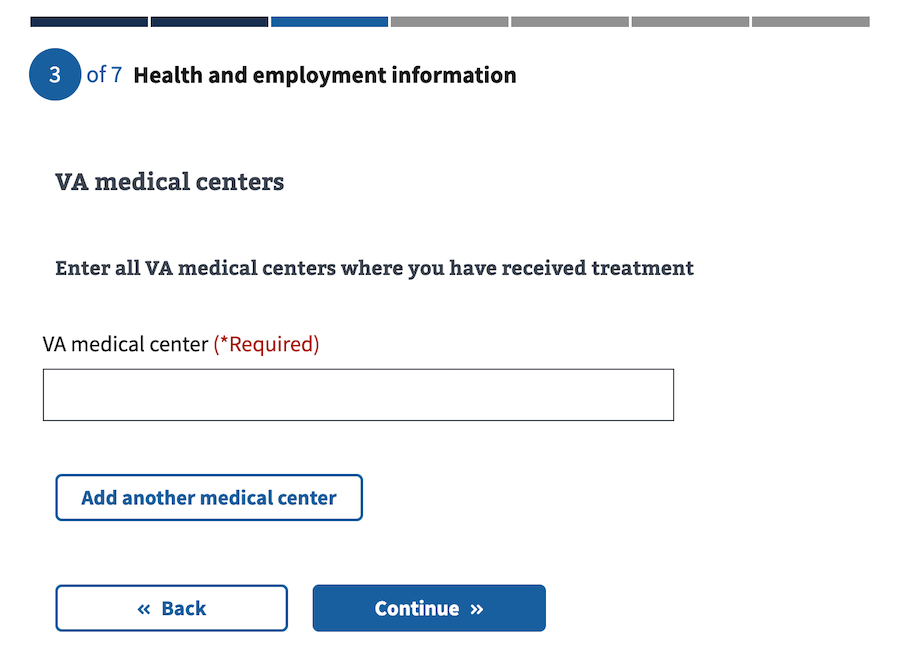 3 of 7 Health and employment information
VA medical centers
Enter all VA medical centers where you have received treatment
VA medical center (*Required)
Add another medical center
« Back
Continue »